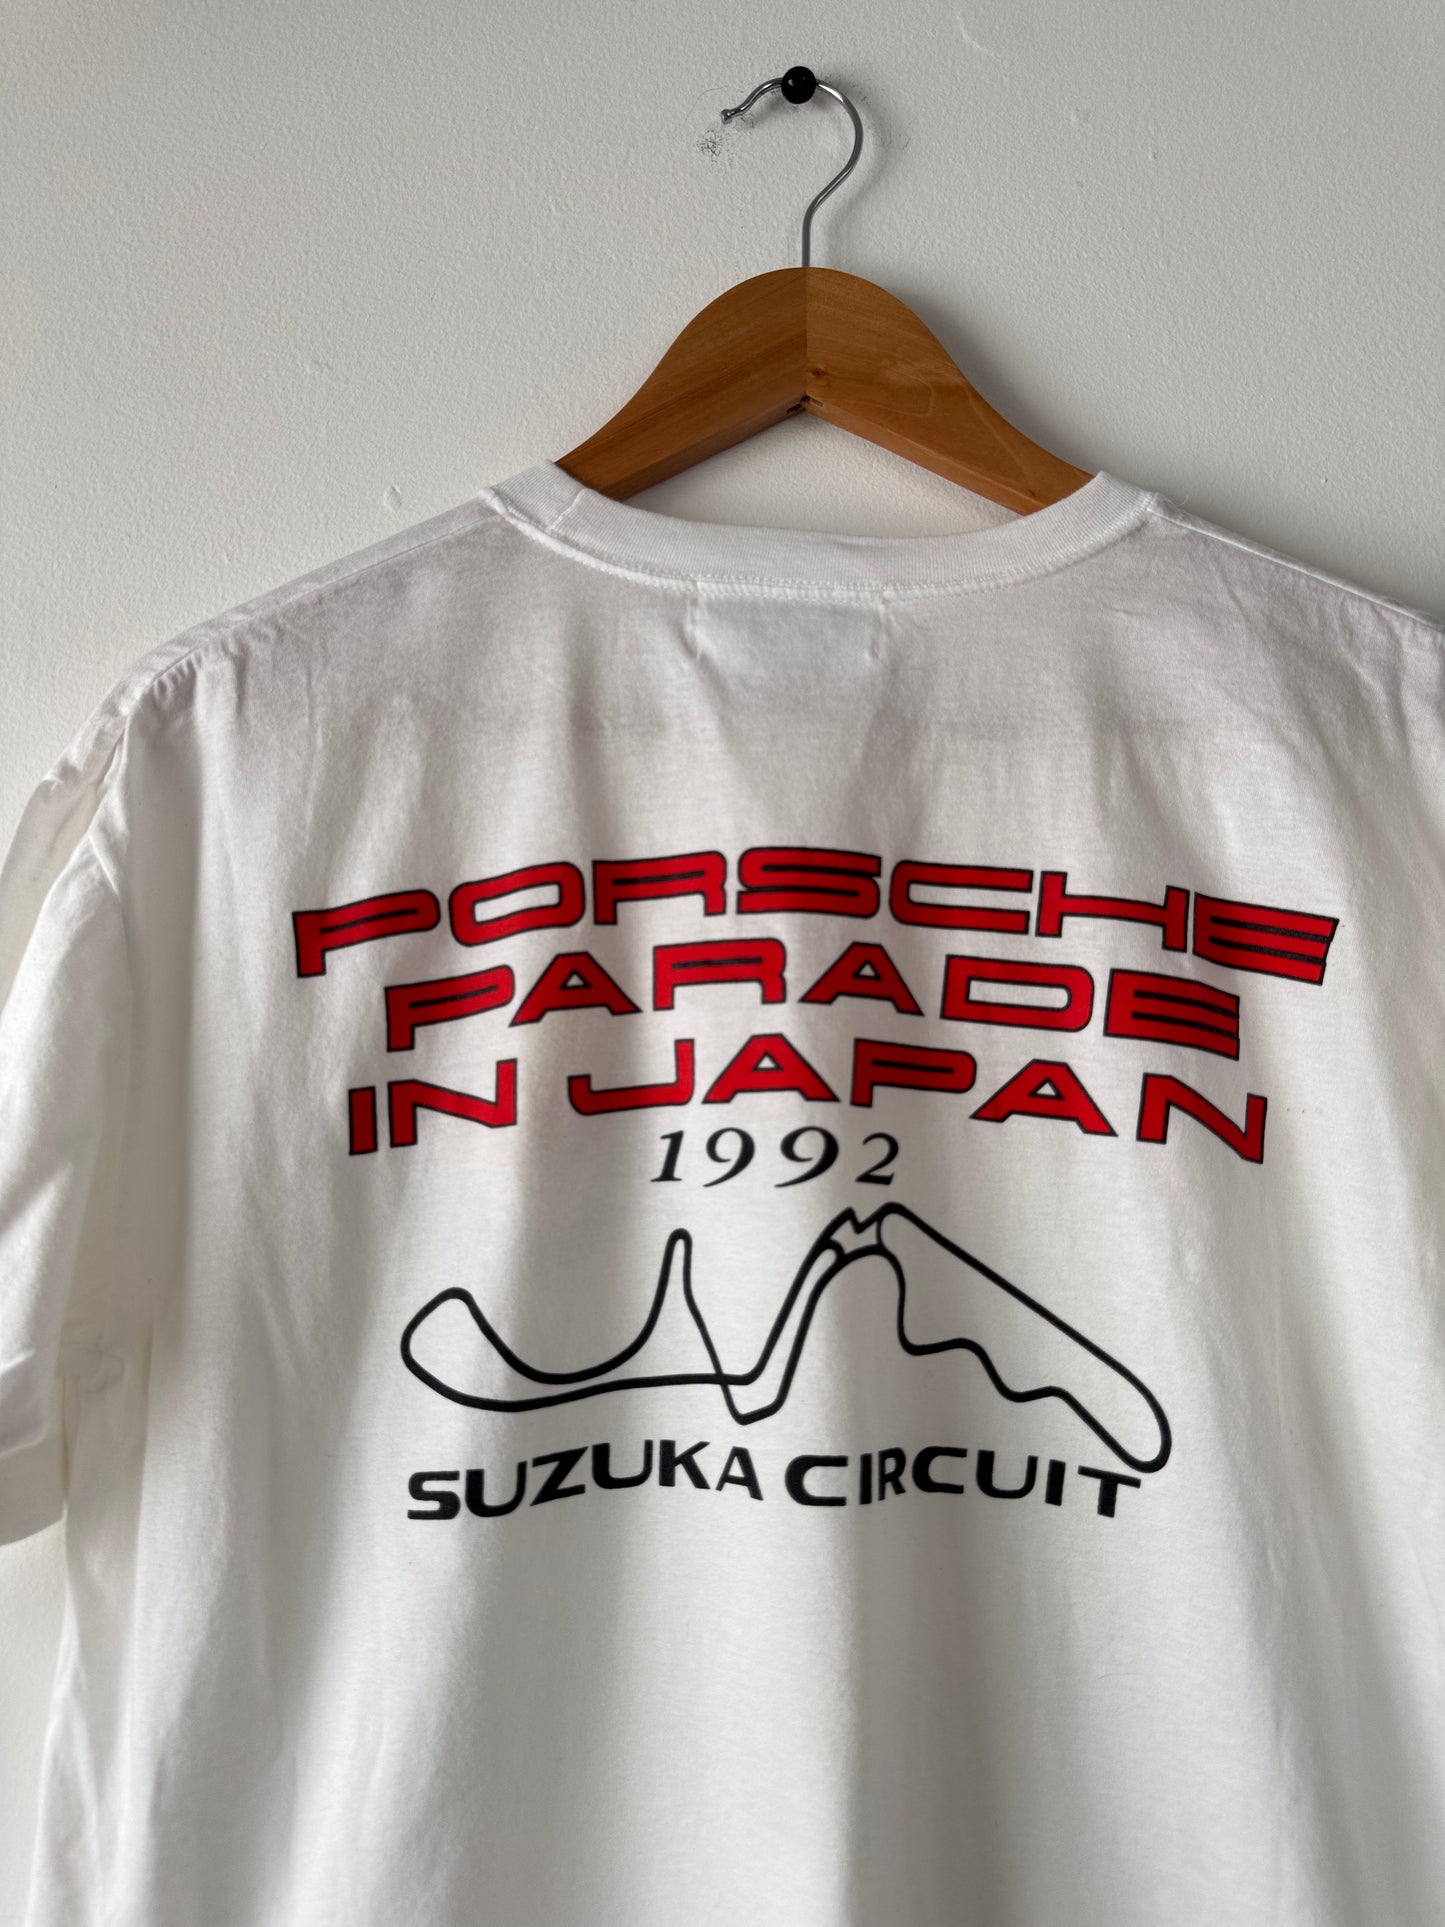 PORSCHE
PARADE
IN JAPAN
1992
SUZUKA CIRCUIT